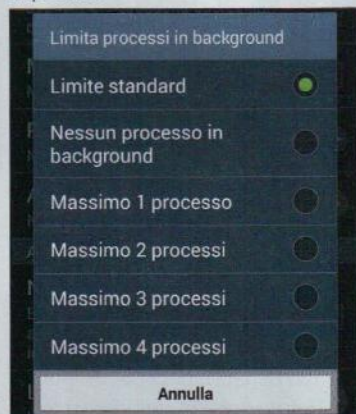 Limita processi in background
Limite standard
Nessun processo in
background
Massimo 1 processo
Massimo 2 processi
Massimo 3 processi
Massimo 4 processi
Annulla